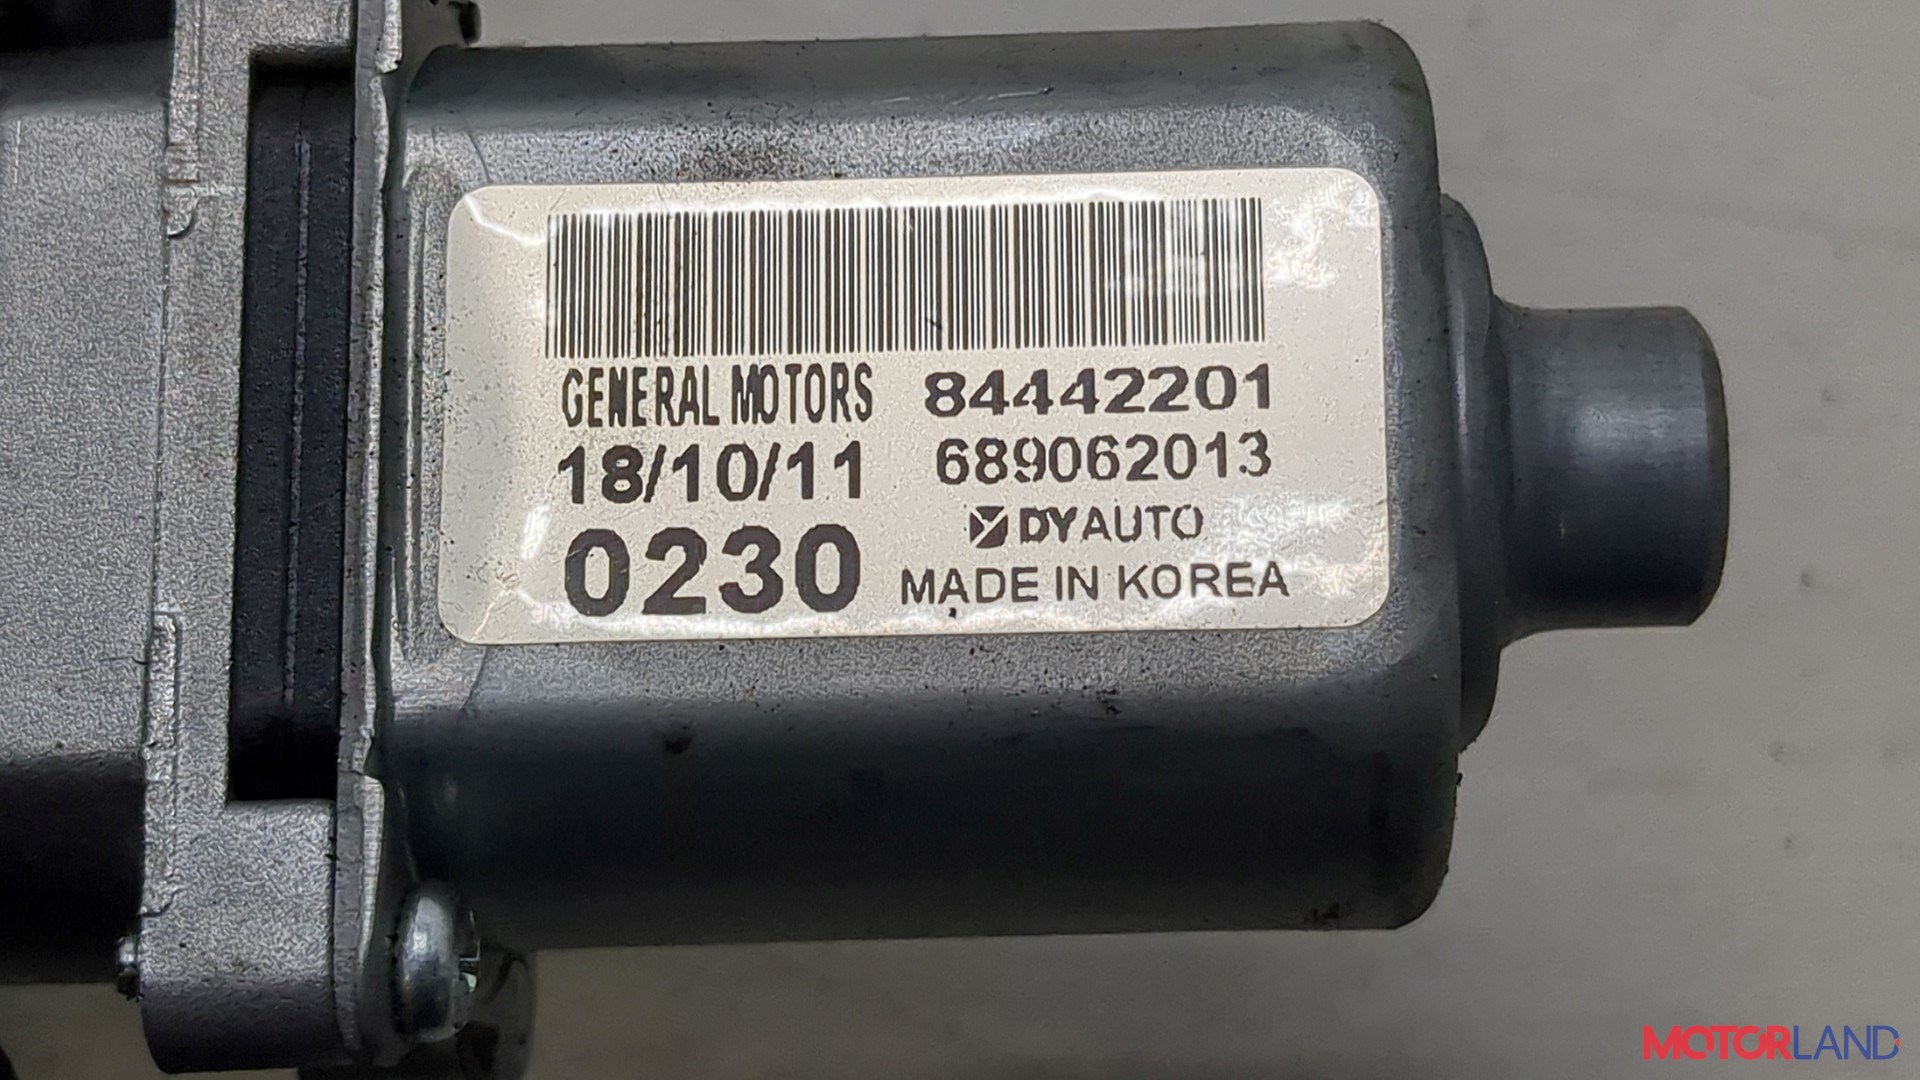 GENERAL MOTORS 84442201
18/10/11 689062013
DYAUTO
0230 MADE IN KOREA
MOTORLAND